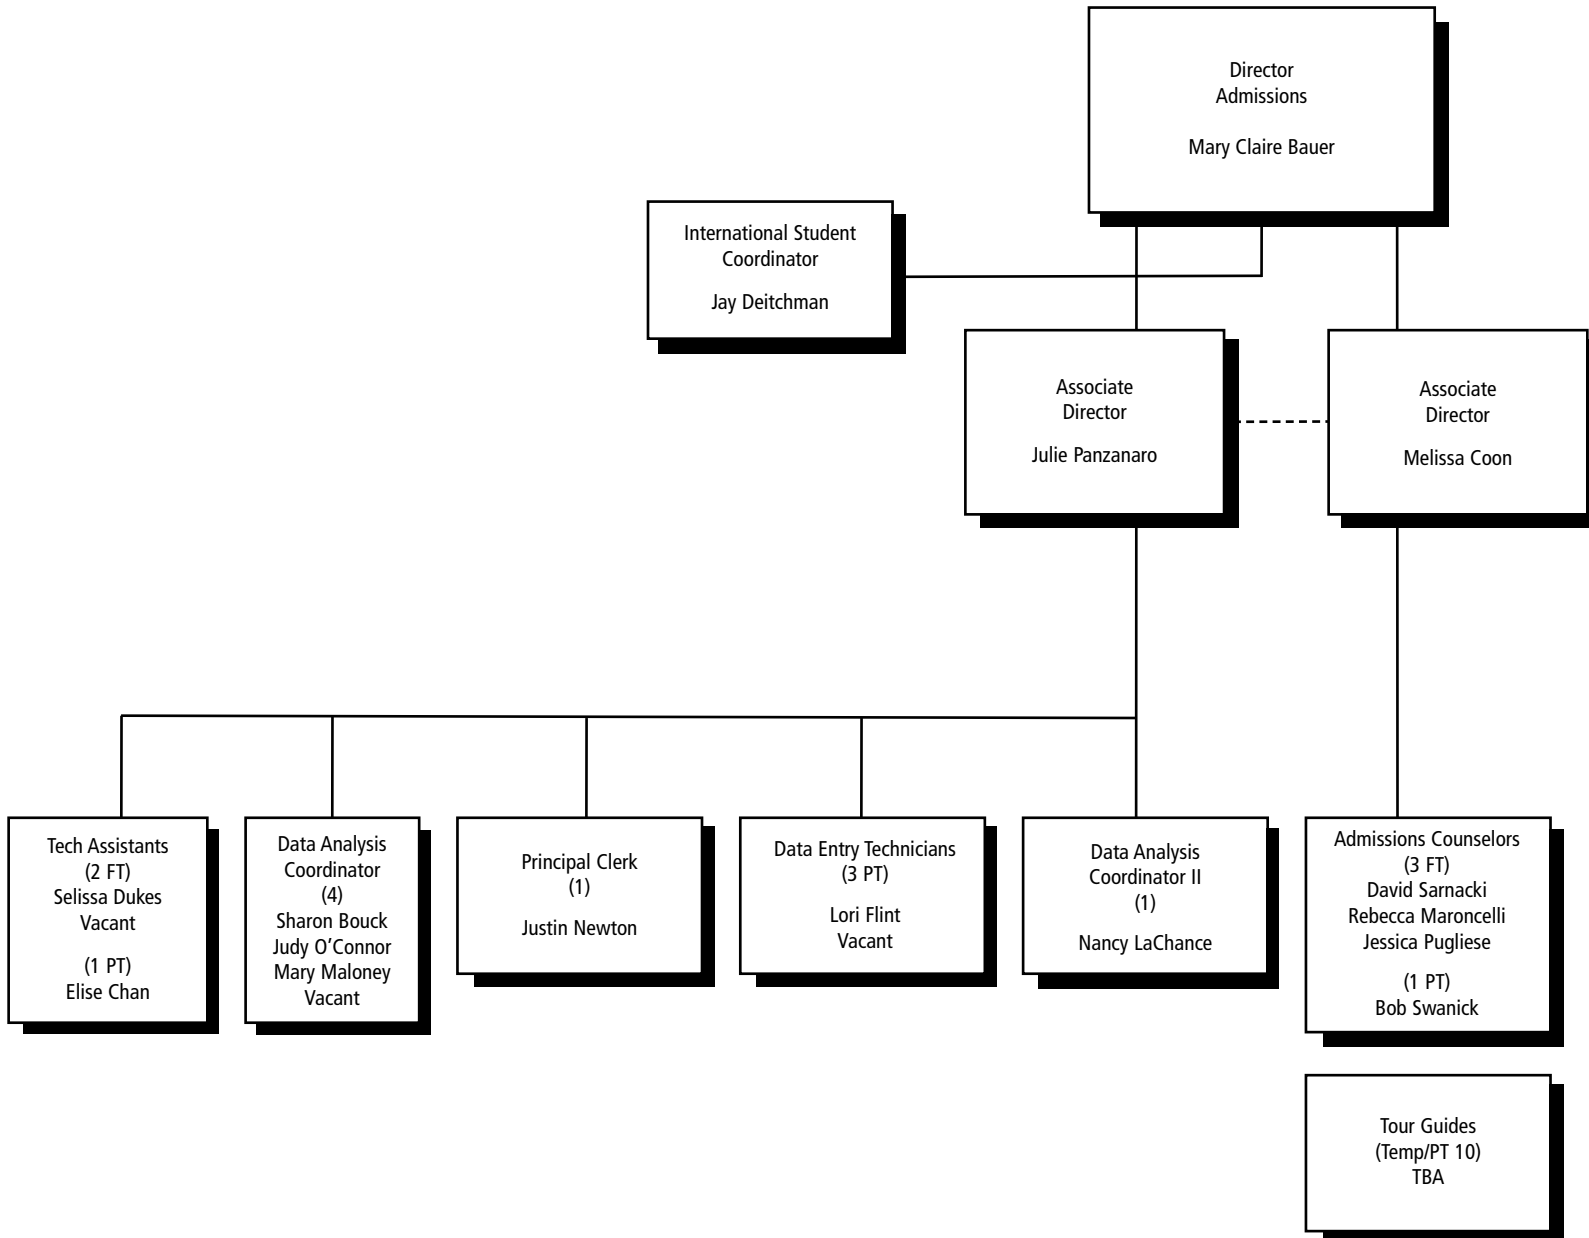 Director
Admissions
Mary Claire Bauer
International Student
Coordinator
Jay Deitchman
Associate
Director
Julie Panzanaro
Associate
Director
Melissa Coon
Tech Assistants
(2 FT)
Selissa Dukes
Vacant
(1 PT)
Elise Chan
Data Analysis
Coordinator
(4)
Sharon Bouck
Judy O’Connor
Mary Maloney
Vacant
Principal Clerk
(1)
Justin Newton
Data Entry Technicians
(3 PT)
Lori Flint
Vacant
Data Analysis
Coordinator II
(1)
Nancy LaChance
Admissions Counselors
(3 FT)
David Sarnacki
Rebecca Maroncelli
Jessica Pugliese
(1 PT)
Bob Swanick
Tour Guides
(Temp/PT 10)
TBA